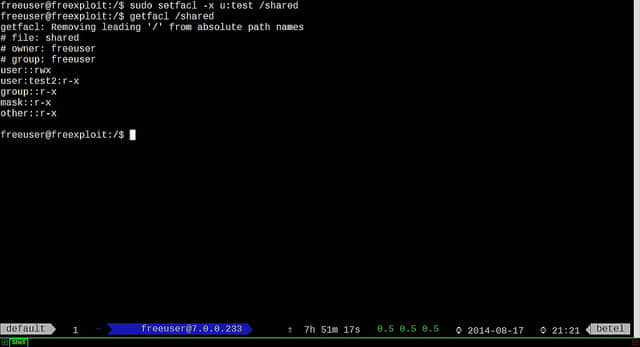 freeuser@freexploit:/$ sudo setfacl -x u:test /shared
freeuser@freexploit:/$ getfacl /shared
getfacl: Removing leading '/' from absolute path names
# file: shared
# owner: freeuser
# group: freeuser
user::rwx
user:test2:r-x
group::r-x
mask::r-x
other::r-x
freeuser@freexploit:/$
default 1 ~ freeuser@7.0.0.233 ↑ 7h 51m 17s 0.5 0.5 0.5 2014-08-17 21:21 betel
Shell